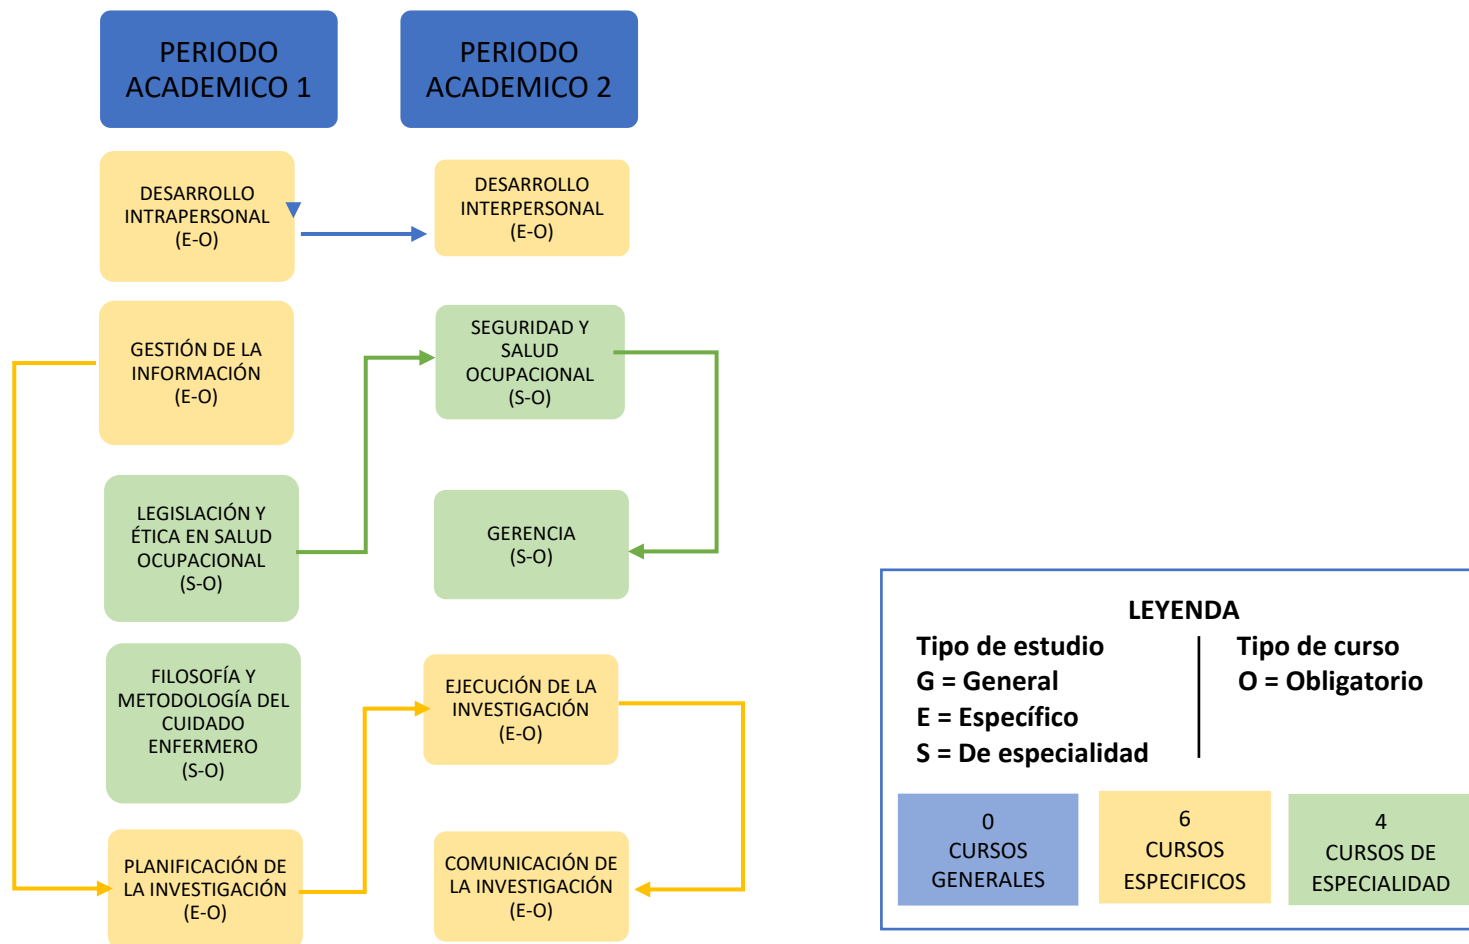 PERIODO
ACADEMICO 1
PERIODO
ACADEMICO 2
DESARROLLO
INTRAPERSONAL
(E-O)
DESARROLLO
INTERPERSONAL
(E-O)
GESTIÓN DE LA
INFORMACIÓN
(E-O)
SEGURIDAD Y
SALUD
OCUPACIONAL
(S-O)
LEGISLACIÓN Y
ÉTICA EN SALUD
OCUPACIONAL
(S-O)
GERENCIA
(S-O)
FILOSOFÍA Y
METODOLOGÍA DEL
CUIDADO
ENFERMERO
(S-O)
EJECUCIÓN DE LA
INVESTIGACIÓN
(E-O)
PLANIFICACIÓN DE
LA INVESTIGACIÓN
(E-O)
COMUNICACIÓN DE
LA INVESTIGACIÓN
(E-O)
LEYENDA
Tipo de estudio
G = General
E = Específico
S = De especialidad
Tipo de curso
O = Obligatorio
0
CURSOS
GENERALES
6
CURSOS
ESPECIFICOS
4
CURSOS DE
ESPECIALIDAD